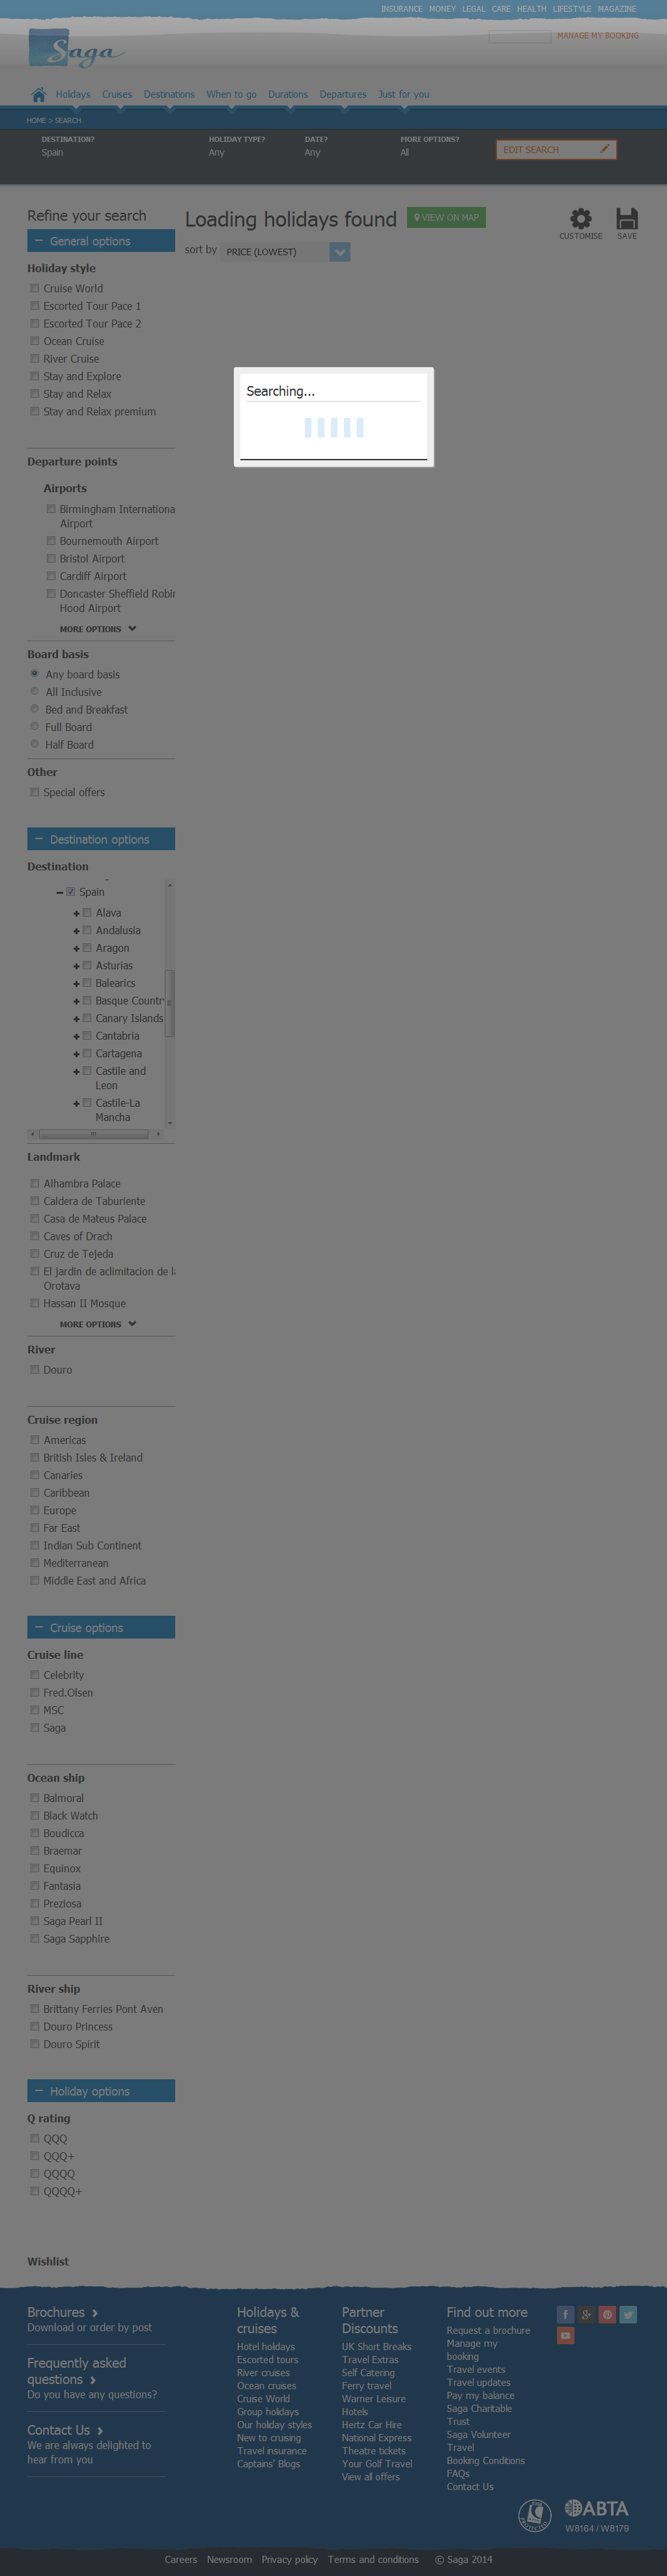 INSURANCE MONEY LEGAL CARE HEALTH LIFESTYLE MAGAZINE
Saga
MANAGE MY BOOKING
Holidays Cruises Destinations When to go Durations Departures Just for you
HOME > SEARCH
DESTINATION? HOLIDAY TYPE? DATE? MORE OPTIONS?
Spain Any Any All
EDIT SEARCH
Refine your search
Loading holidays found
VIEW ON MAP
CUSTOMISE SAVE
sort by PRICE (LOWEST)
General options
Holiday style
Cruise World
Escorted Tour Pace 1
Escorted Tour Pace 2
Ocean Cruise
River Cruise
Stay and Explore
Stay and Relax
Stay and Relax premium
Searching...
Departure points
Airports
Birmingham Internationa
Airport
Bournemouth Airport
Bristol Airport
Cardiff Airport
Doncaster Sheffield Robin
Hood Airport
MORE OPTIONS
Board basis
Any board basis
All Inclusive
Bed and Breakfast
Full Board
Half Board
Other
Special offers
Destination options
Destination
Spain
Alava
Andalusia
Aragon
Asturias
Balearics
Basque Country
Canary Islands
Cantabria
Cartagena
Castile and
Leon
Castile-La
Mancha
Landmark
Alhambra Palace
Caldera de Taburiente
Casa de Mateus Palace
Caves of Drach
Cruz de Tejeda
El jardin de aclimitacion de la
Orotava
Hassan II Mosque
MORE OPTIONS
River
Douro
Cruise region
Americas
British Isles & Ireland
Canaries
Caribbean
Europe
Far East
Indian Sub Continent
Mediterranean
Middle East and Africa
Cruise options
Cruise line
Celebrity
Fred.Olsen
MSC
Saga
Ocean ship
Balmoral
Black Watch
Boudicca
Braemar
Equinox
Fantasia
Preziosa
Saga Pearl II
Saga Sapphire
River ship
Brittany Ferries Pont Aven
Douro Princess
Douro Spirit
Holiday options
Q rating
QQQ
QQQ+
QQQQ
QQQQ+
Wishlist
Brochures
Download or order by post
Frequently asked
questions
Do you have any questions?
Contact Us
We are always delighted to
hear from you
Holidays &
cruises
Hotel holidays
Escorted tours
River cruises
Ocean cruises
Cruise World
Group holidays
Our holiday styles
New to cruising
Travel insurance
Captains' Blogs
Partner
Discounts
UK Short Breaks
Travel Extras
Self Catering
Ferry travel
Warner Leisure
Hotels
Hertz Car Hire
National Express
Theatre tickets
Your Golf Travel
View all offers
Find out more
Request a brochure
Manage my
booking
Travel events
Travel updates
Pay my balance
Saga Charitable
Trust
Saga Volunteer
Travel
Booking Conditions
FAQs
Contact Us
ABTA
W8164 / W8179
Careers Newsroom Privacy policy Terms and conditions © Saga 2014